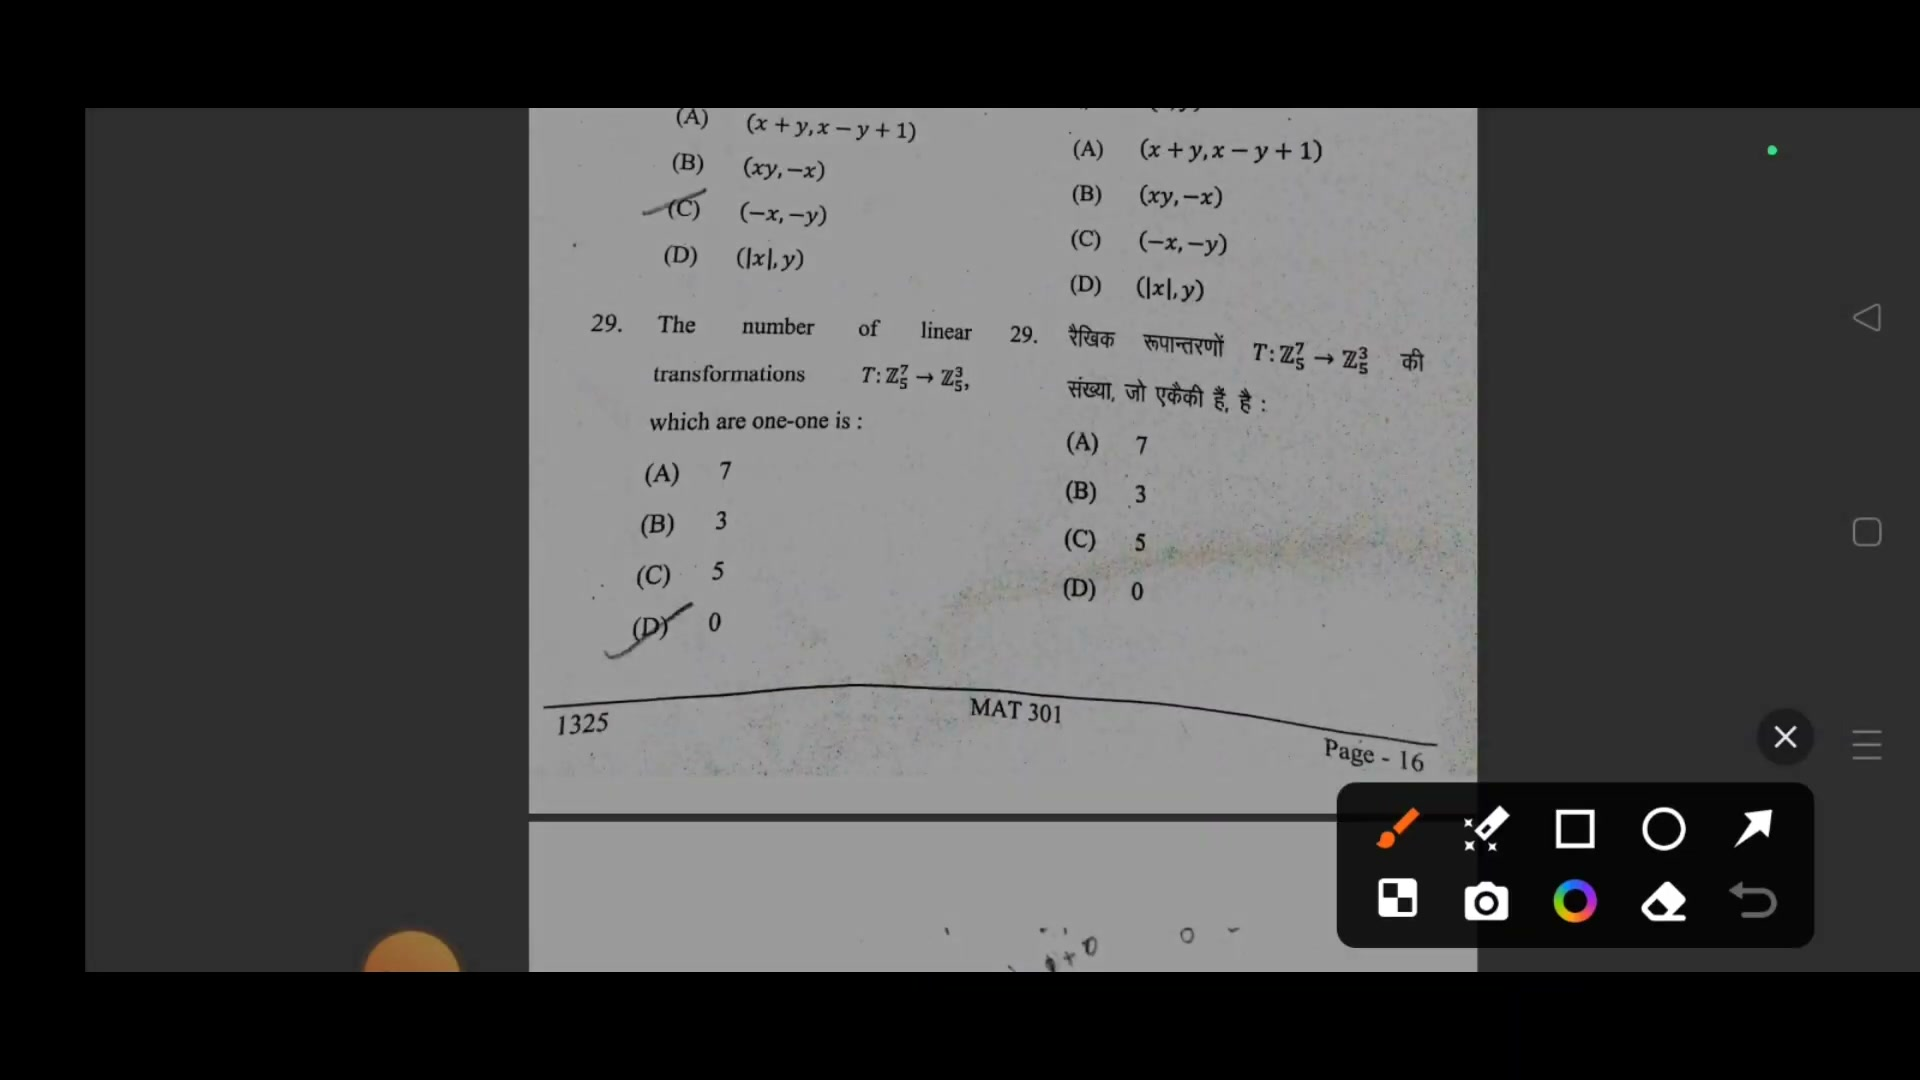 (A) (x + y, x − y + 1)
(B) (xy, −x)
(C) (−x, −y)
(D) (|x|, y)
29. The number of linear
transformations T: ℤ₅⁷ → ℤ₅³,
which are one-one is :
(A) 7
(B) 3
(C) 5
(D) 0
(A) (x + y, x − y + 1)
(B) (xy, −x)
(C) (−x, −y)
(D) (|x|, y)
29. रैखिक रूपान्तरणों T: ℤ₅⁷ → ℤ₅³ की
संख्या, जो एकैकी हैं, है :
(A) 7
(B) 3
(C) 5
(D) 0
1325
MAT 301
Page - 16